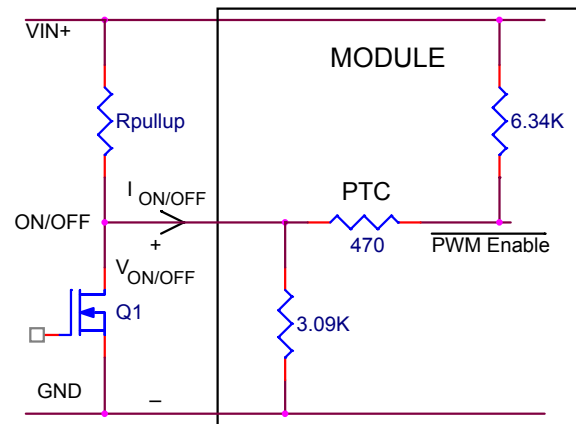 VIN+
MODULE
Rpullup
6.34K
I ON/OFF
PTC
ON/OFF
+
470
PWM Enable
V ON/OFF
Q1
3.09K
GND
_